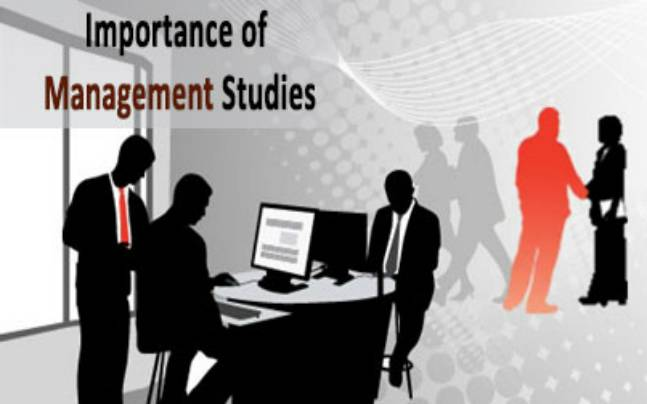 Importance of
Management Studies